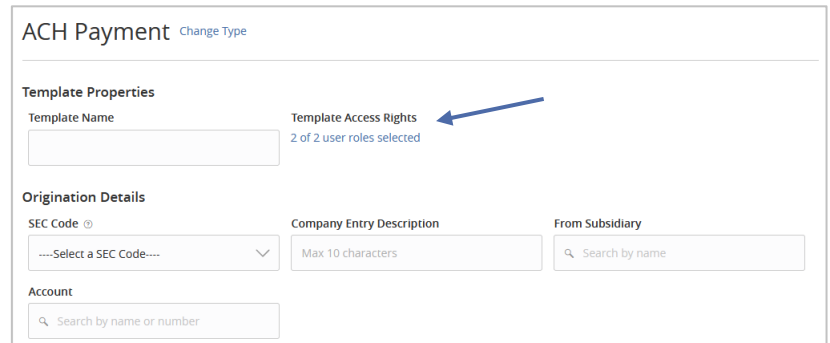 ACH Payment Change Type
Template Properties
Template Name
Template Access Rights
2 of 2 user roles selected
Origination Details
SEC Code
Company Entry Description
From Subsidiary
----Select a SEC Code----
Max 10 characters
Search by name
Account
Search by name or number